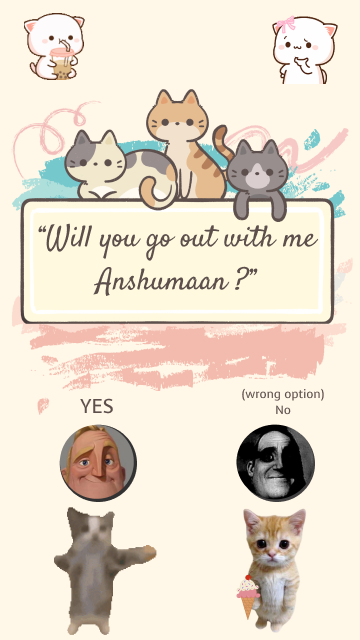 “Will you go out with me
Anshumaan ?”
YES
(wrong option)
No